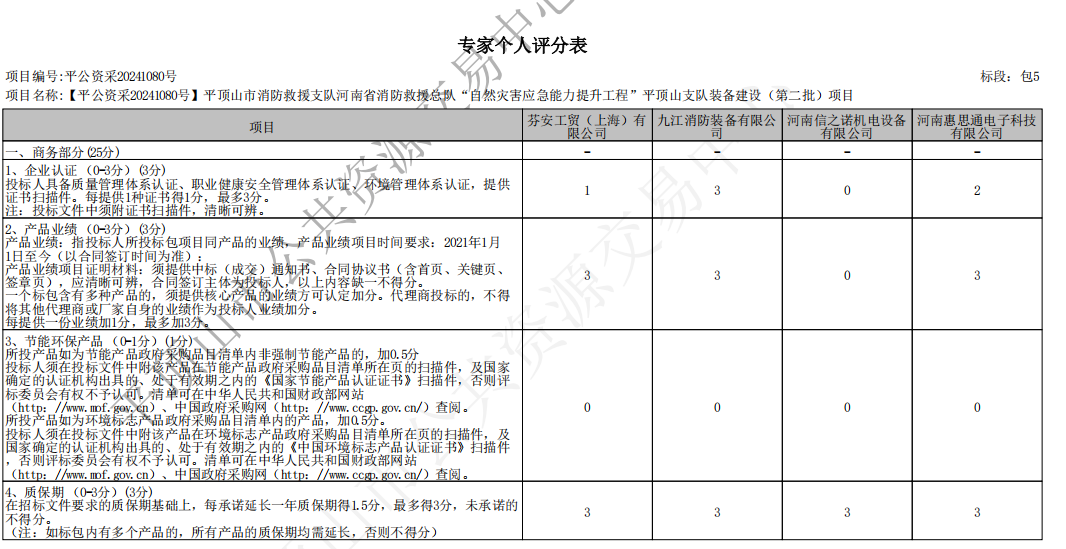 专家个人评分表
项目编号:平公资采20241080号
标段: 包5
项目名称:【平公资采20241080号】平顶山市消防救援支队河南省消防救援总队“自然灾害应急能力提升工程”平顶山支队装备建设（第二批）项目
项目
芬安工贸（上海）有
限公司
九江消防装备有限公
司
河南信之诺机电设备
有限公司
河南惠思通电子科技
有限公司
一、商务部分(25分)
-
-
-
-
1、企业认证 （0-3分）(3分)
投标人具备质量管理体系认证、职业健康安全管理体系认证、环境管理体系认证，提供
证书扫描件。每提供1种证书得1分，最多3分。
注：投标文件中须附证书扫描件，清晰可辨。
1
3
0
2
2、产品业绩 （0-3分）(3分)
产品业绩：指投标人所投标包项目同产品的业绩，产品业绩项目时间要求：2021年1月
1日至今（以合同签订时间为准）：
产品业绩项目证明材料：须提供中标（成交）通知书、合同协议书（含首页、关键页、
签章页），应清晰可辨，合同签订主体为投标人，以上内容缺一不得分。
一个标包含有多种产品的，须提供核心产品的业绩方可认定加分。代理商投标的，不得
将其他代理商或厂家自身的业绩作为投标人业绩加分。
每提供一份业绩加1分，最多加3分。
3
3
0
3
3、节能环保产品 （0-1分）(1分)
所投产品如为节能产品政府采购品目清单内非强制节能产品的，加0.5分
投标人须在投标文件中附该产品在节能产品政府采购品目清单所在页的扫描件，及国家
确定的认证机构出具的、处于有效期之内的《国家节能产品认证证书》扫描件，否则评
标委员会有权不予认可。清单可在中华人民共和国财政部网站
（http：//www.mof.gov.cn）、中国政府采购网（http：//www.ccgp.gov.cn/）查阅。
所投产品如为环境标志产品政府采购品目清单内的产品，加0.5分。
投标人须在投标文件中附该产品在环境标志产品政府采购品目清单所在页的扫描件，及
国家确定的认证机构出具的、处于有效期之内的《中国环境标志产品认证证书》扫描件
，否则评标委员会有权不予认可。清单可在中华人民共和国财政部网站
（http：//www.mof.gov.cn）、中国政府采购网（http：//www.ccgp.gov.cn/）查阅。
0
0
0
0
4、质保期 （0-3分）(3分)
在招标文件要求的质保期基础上，每承诺延长一年质保期得1.5分，最多得3分，未承诺的
不得分。
（注：如标包内有多个产品的，所有产品的质保期均需延长，否则不得分）
3
3
3
3
平顶山市公共资源交易中心
公共资源交易中